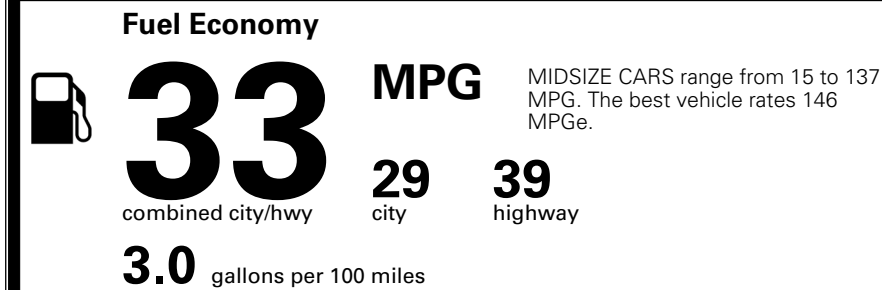 Fuel Economy
33 MPG
MIDSIZE CARS range from 15 to 137
MPG. The best vehicle rates 146
MPGe.
29 39
combined city/hwy city highway
3.0 gallons per 100 miles